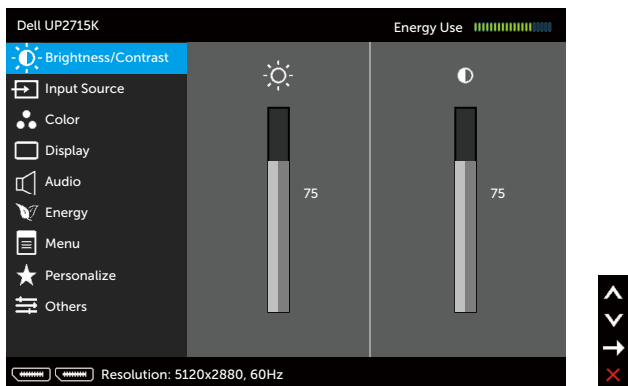 Dell UP2715K
Energy Use
Brightness/Contrast
Input Source
Color
Display
Audio
Energy
Menu
Personalize
Others
75
75
Resolution: 5120x2880, 60Hz